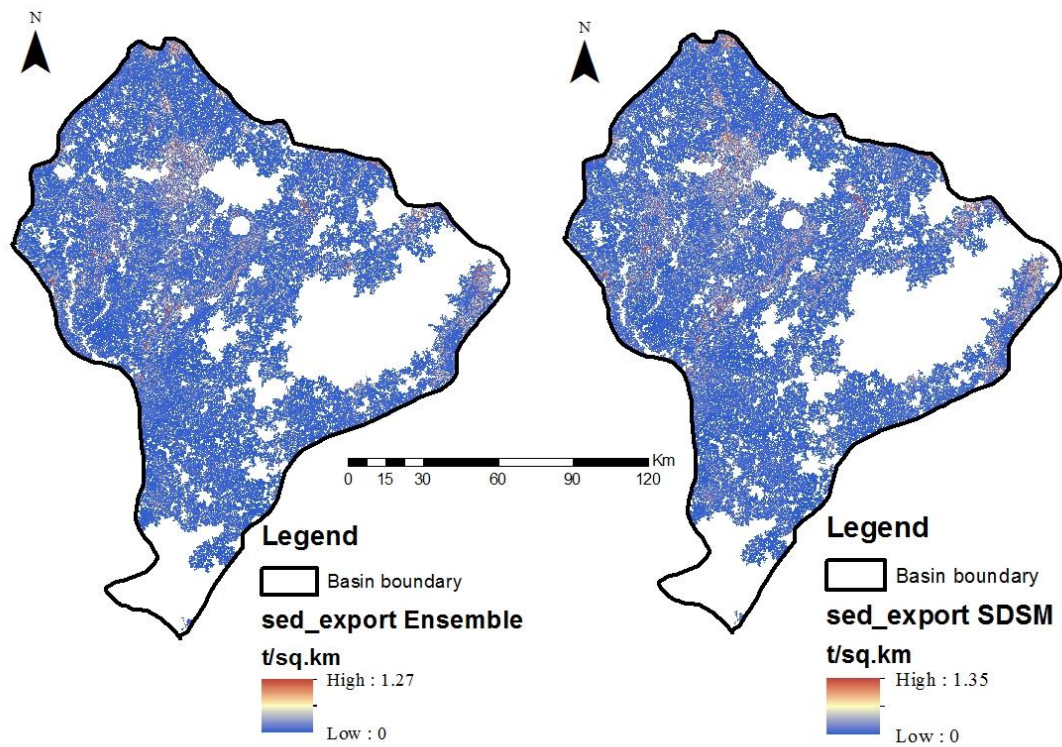 N
N
Km
0 15 30 60 90 120
Legend
Basin boundary
sed_export Ensemble
t/sq.km
High : 1.27
Low : 0
Legend
Basin boundary
sed_export SDSM
t/sq.km
High : 1.35
Low : 0